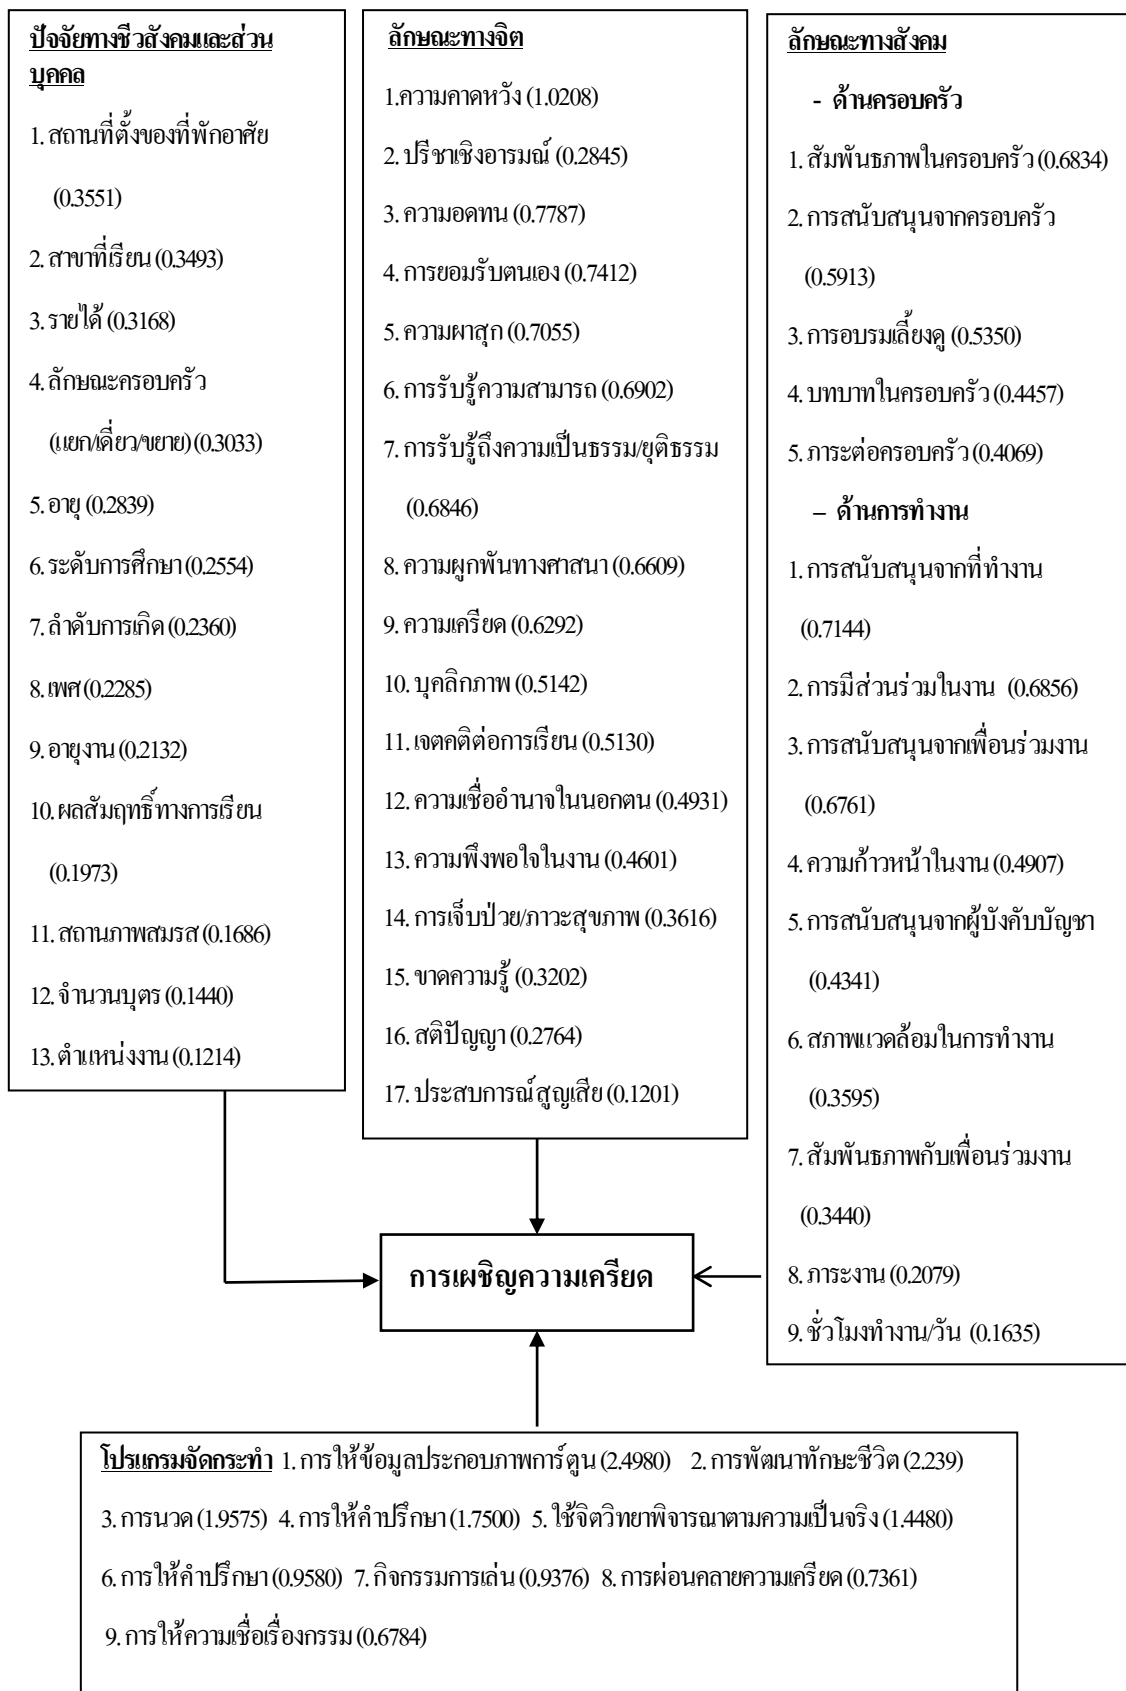 ปัจจัยทางชีวสังคมและส่วน
บุคคล
1. สถานที่ตั้งของที่พักอาศัย
(0.3551)
2. สาขาที่เรียน (0.3493)
3. รายได้ (0.3168)
4. ลักษณะครอบครัว
(แยก/เดี่ยว/ขยาย) (0.3033)
5. อายุ (0.2839)
6. ระดับการศึกษา (0.2554)
7. ลำดับการเกิด (0.2360)
8. เพศ (0.2285)
9. อายุงาน (0.2132)
10. ผลสัมฤทธิ์ทางการเรียน
(0.1973)
11. สถานภาพสมรส (0.1686)
12. จำนวนบุตร (0.1440)
13. ตำแหน่งงาน (0.1214)
ลักษณะทางจิต
1.ความคาดหวัง (1.0208)
2. ปรีชาเชิงอารมณ์ (0.2845)
3. ความอดทน (0.7787)
4. การยอมรับตนเอง (0.7412)
5. ความผาสุก (0.7055)
6. การรับรู้ความสามารถ (0.6902)
7. การรับรู้ถึงความเป็นธรรม/ยุติธรรม
(0.6846)
8. ความผูกพันทางศาสนา (0.6609)
9. ความเครียด (0.6292)
10. บุคลิกภาพ (0.5142)
11. เจตคติต่อการเรียน (0.5130)
12. ความเชื่ออำนาจในนอกตน (0.4931)
13. ความพึงพอใจในงาน (0.4601)
14. การเจ็บป่วย/ภาวะสุขภาพ (0.3616)
15. ขาดความรู้ (0.3202)
16. สติปัญญา (0.2764)
17. ประสบการณ์สูญเสีย (0.1201)
ลักษณะทางสังคม
- ด้านครอบครัว
1. สัมพันธภาพในครอบครัว (0.6834)
2. การสนับสนุนจากครอบครัว
(0.5913)
3. การอบรมเลี้ยงดู (0.5350)
4. บทบาทในครอบครัว (0.4457)
5. ภาระต่อครอบครัว (0.4069)
– ด้านการทำงาน
1. การสนับสนุนจากที่ทำงาน
(0.7144)
2. การมีส่วนร่วมในงาน (0.6856)
3. การสนับสนุนจากเพื่อนร่วมงาน
(0.6761)
4. ความก้าวหน้าในงาน (0.4907)
5. การสนับสนุนจากผู้บังคับบัญชา
(0.4341)
6. สภาพแวดล้อมในการทำงาน
(0.3595)
7. สัมพันธภาพกับเพื่อนร่วมงาน
(0.3440)
8. ภาระงาน (0.2079)
9. ชั่วโมงทำงาน/วัน (0.1635)
การเผชิญความเครียด
โปรแกรมจัดกระทำ 1. การให้ข้อมูลประกอบภาพการ์ตูน (2.4980) 2. การพัฒนาทักษะชีวิต (2.239)
3. การนวด (1.9575) 4. การให้คำปรึกษา (1.7500) 5. ใช้จิตวิทยาพิจารณาตามความเป็นจริง (1.4480)
6. การให้คำปรึกษา (0.9580) 7. กิจกรรมการเล่น (0.9376) 8. การผ่อนคลายความเครียด (0.7361)
9. การให้ความเชื่อเรื่องกรรม (0.6784)